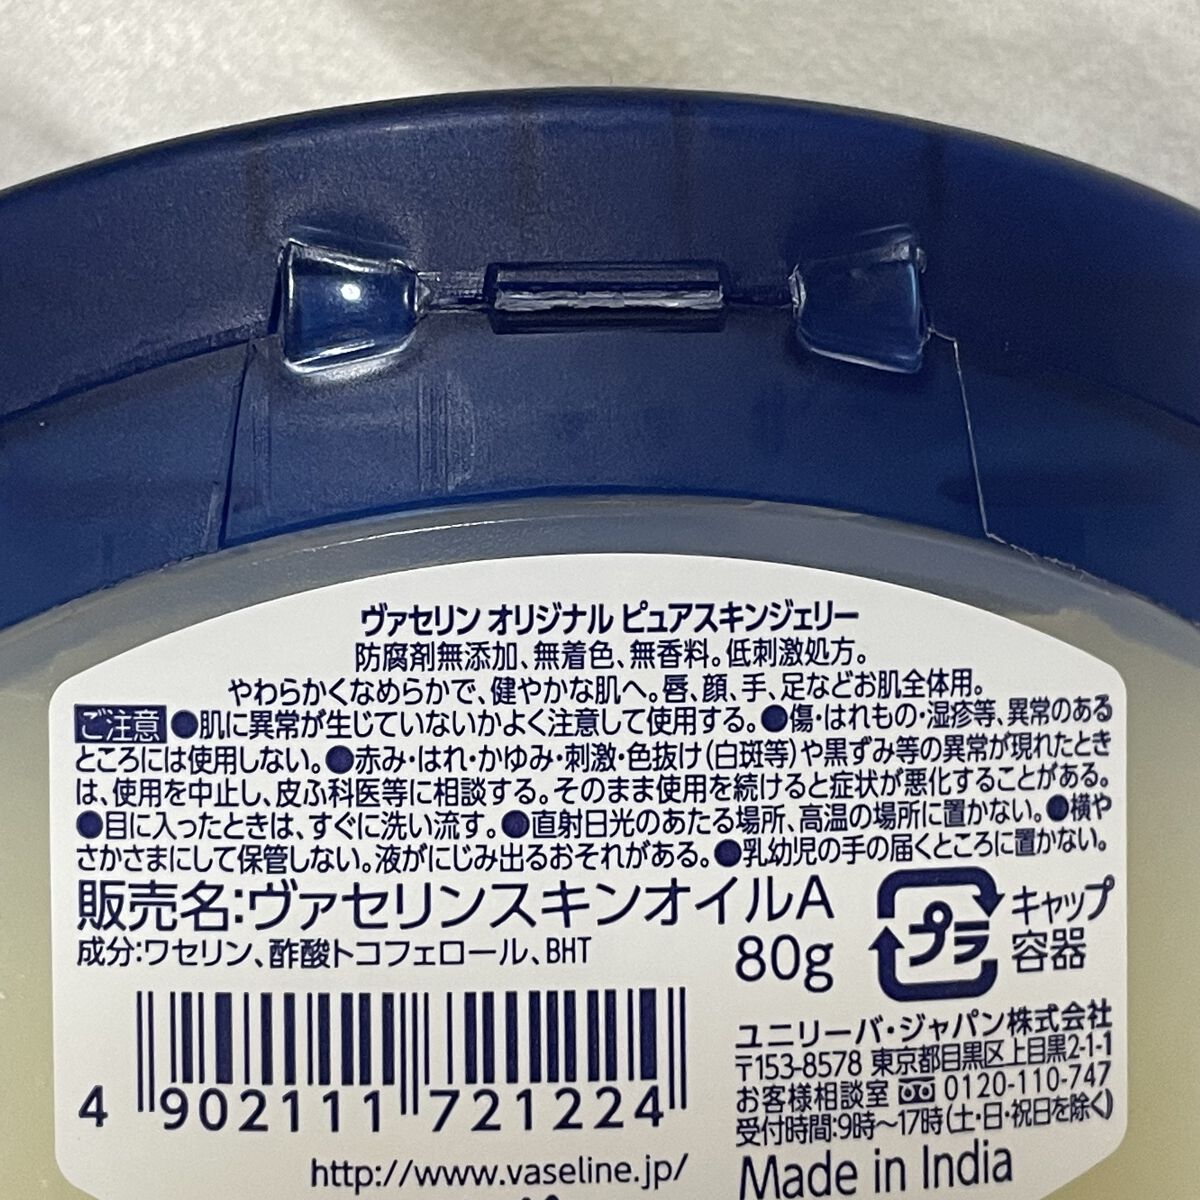 ヴァセリン オリジナル ピュアスキンジェリー
防腐剤無添加、無着色、無香料。低刺激処方。
やわらかくなめらかで、健やかな肌へ。唇、顔、手、足などお肌全体用。
ご注意 ●肌に異常が生じていないかよく注意して使用する。●傷・はれもの・湿疹等、異常のある
ところには使用しない。●赤み・はれ・かゆみ・刺激・色抜け(白斑等)や黒ずみ等の異常が現れたとき
は、使用を中止し、皮ふ科医等に相談する。そのまま使用を続けると症状が悪化することがある。
●目に入ったときは、すぐに洗い流す。●直射日光のあたる場所、高温の場所に置かない。●横や
さかさまにして保管しない。液がにじみ出るおそれがある。●乳幼児の手の届くところに置かない。
販売名:ヴァセリンスキンオイルA
成分:ワセリン、酢酸トコフェロール、BHT
80g
プラ
キャップ
容器
4 902111 721224
ユニリーバ・ジャパン株式会社
〒153-8578 東京都目黒区上目黒2-1-1
お客様相談室 0120-110-747
受付時間:9時〜17時(土・日・祝日を除く)
http://www.vaseline.jp/
Made in India